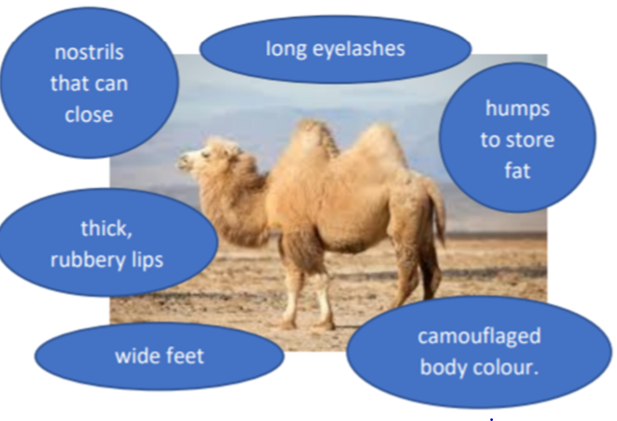 nostrils
that can
close
long eyelashes
humps
to store
fat
thick,
rubbery lips
wide feet
camouflaged
body colour.